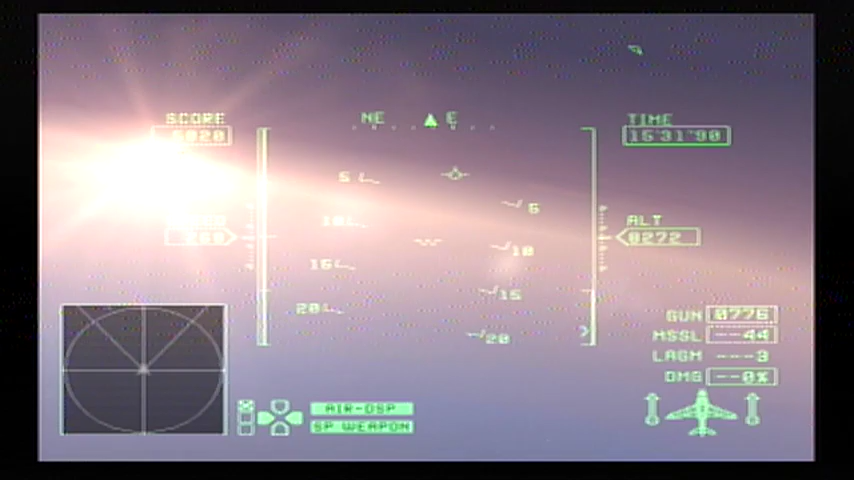 NE E
SCORE
TIME
15'31"90
5
5
10
10
ALT
8272
15
15
20
20
GUN 0776
MSSL --44
LAGM ---3
DMG --0%
AIR-DSP
SP WEAPON